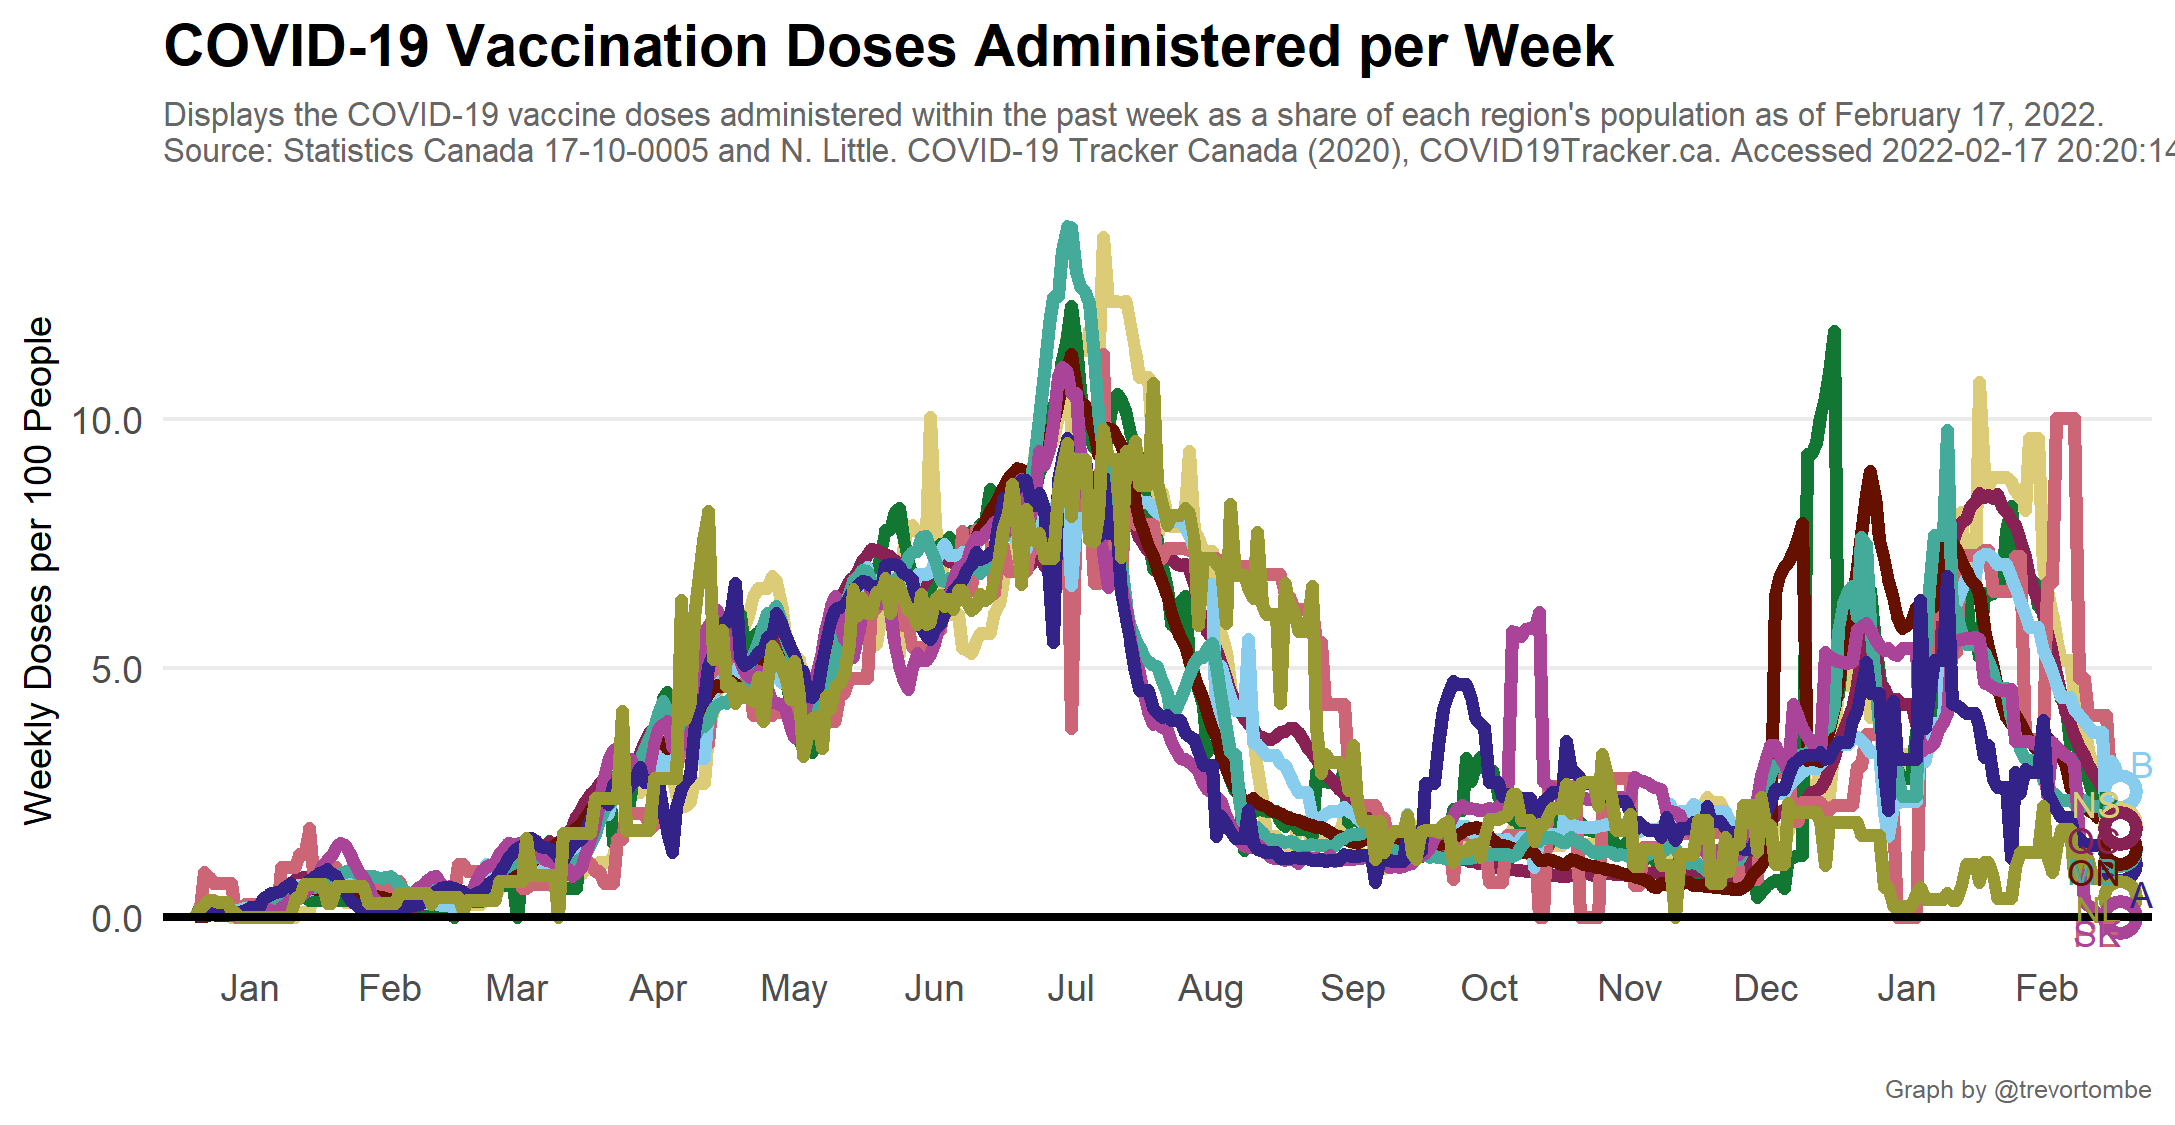 COVID-19 Vaccination Doses Administered per Week
Displays the COVID-19 vaccine doses administered within the past week as a share of each region's population as of February 17, 2022.
Source: Statistics Canada 17-10-0005 and N. Little. COVID-19 Tracker Canada (2020), COVID19Tracker.ca. Accessed 2022-02-17 20:20:14
Weekly Doses per 100 People
10.0
5.0
0.0
B
NS
ON
A
NL
Jan Feb Mar Apr May Jun Jul Aug Sep Oct Nov Dec Jan Feb
Graph by @trevortombe